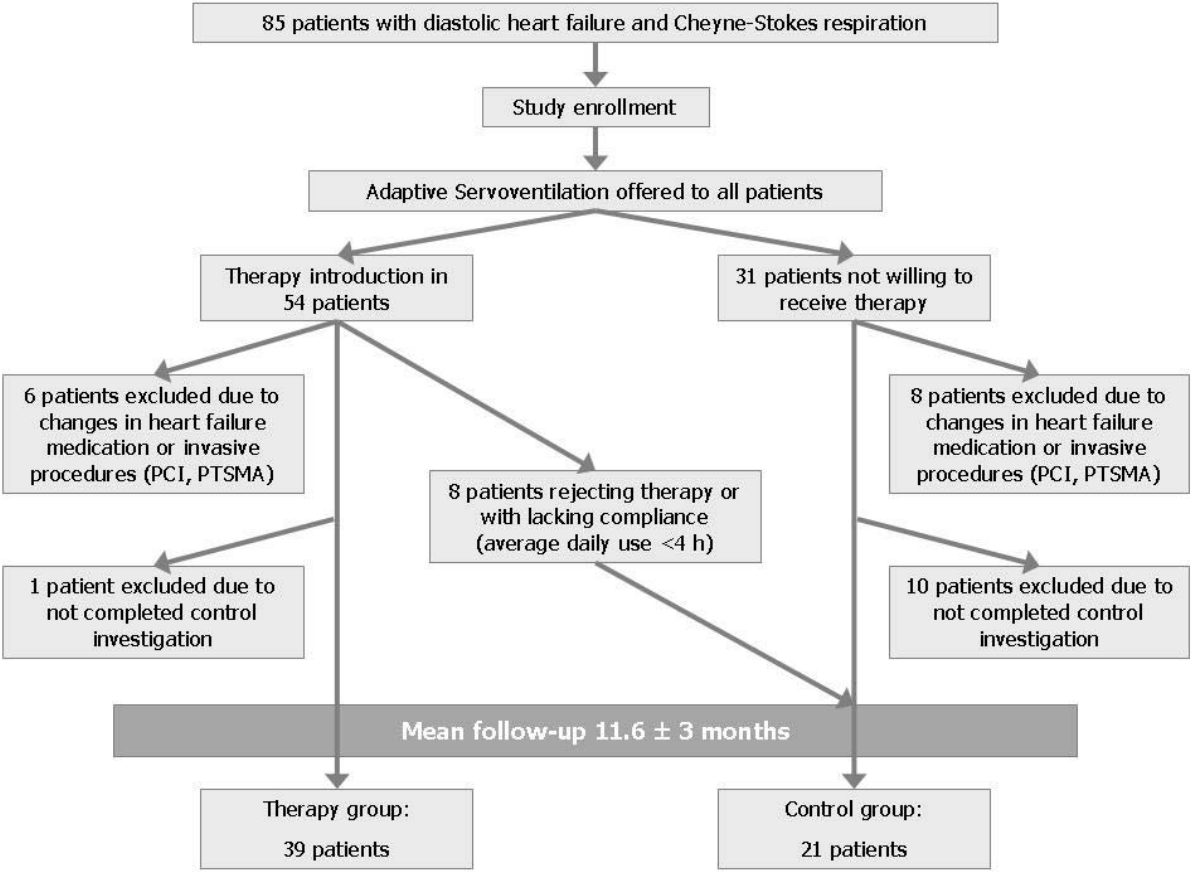 85 patients with diastolic heart failure and Cheyne-Stokes respiration
Study enrollment
Adaptive Servoventilation offered to all patients
Therapy introduction in
54 patients
31 patients not willing to
receive therapy
6 patients excluded due to
changes in heart failure
medication or invasive
procedures (PCI, PTSMA)
8 patients excluded due to
changes in heart failure
medication or invasive
procedures (PCI, PTSMA)
8 patients rejecting therapy or
with lacking compliance
(average daily use <4 h)
1 patient excluded due to
not completed control
investigation
10 patients excluded due to
not completed control
investigation
Mean follow-up 11.6 ± 3 months
Therapy group:
39 patients
Control group:
21 patients